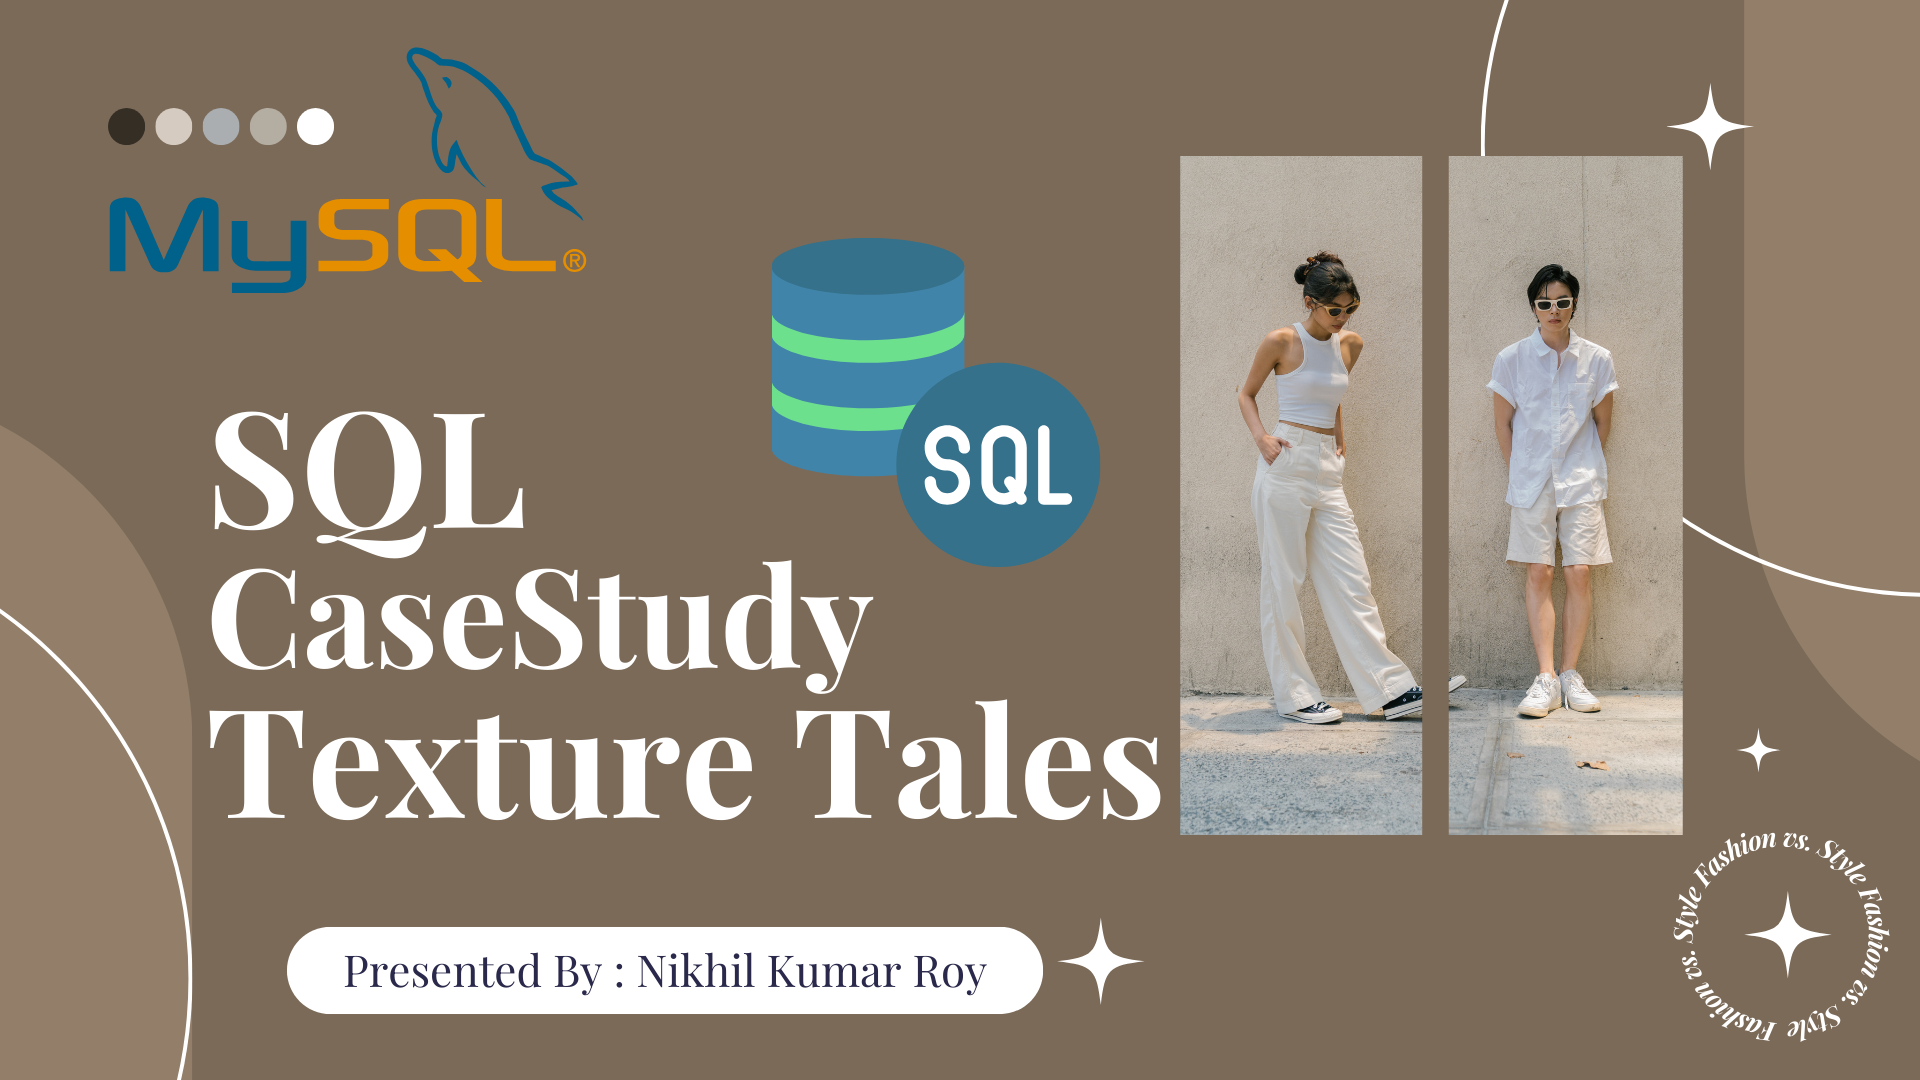 MySQL®
SQL
SQL
CaseStudy
Texture Tales
Presented By : Nikhil Kumar Roy
Style Fashion vs. Style Fashion vs. Style Fashion vs.